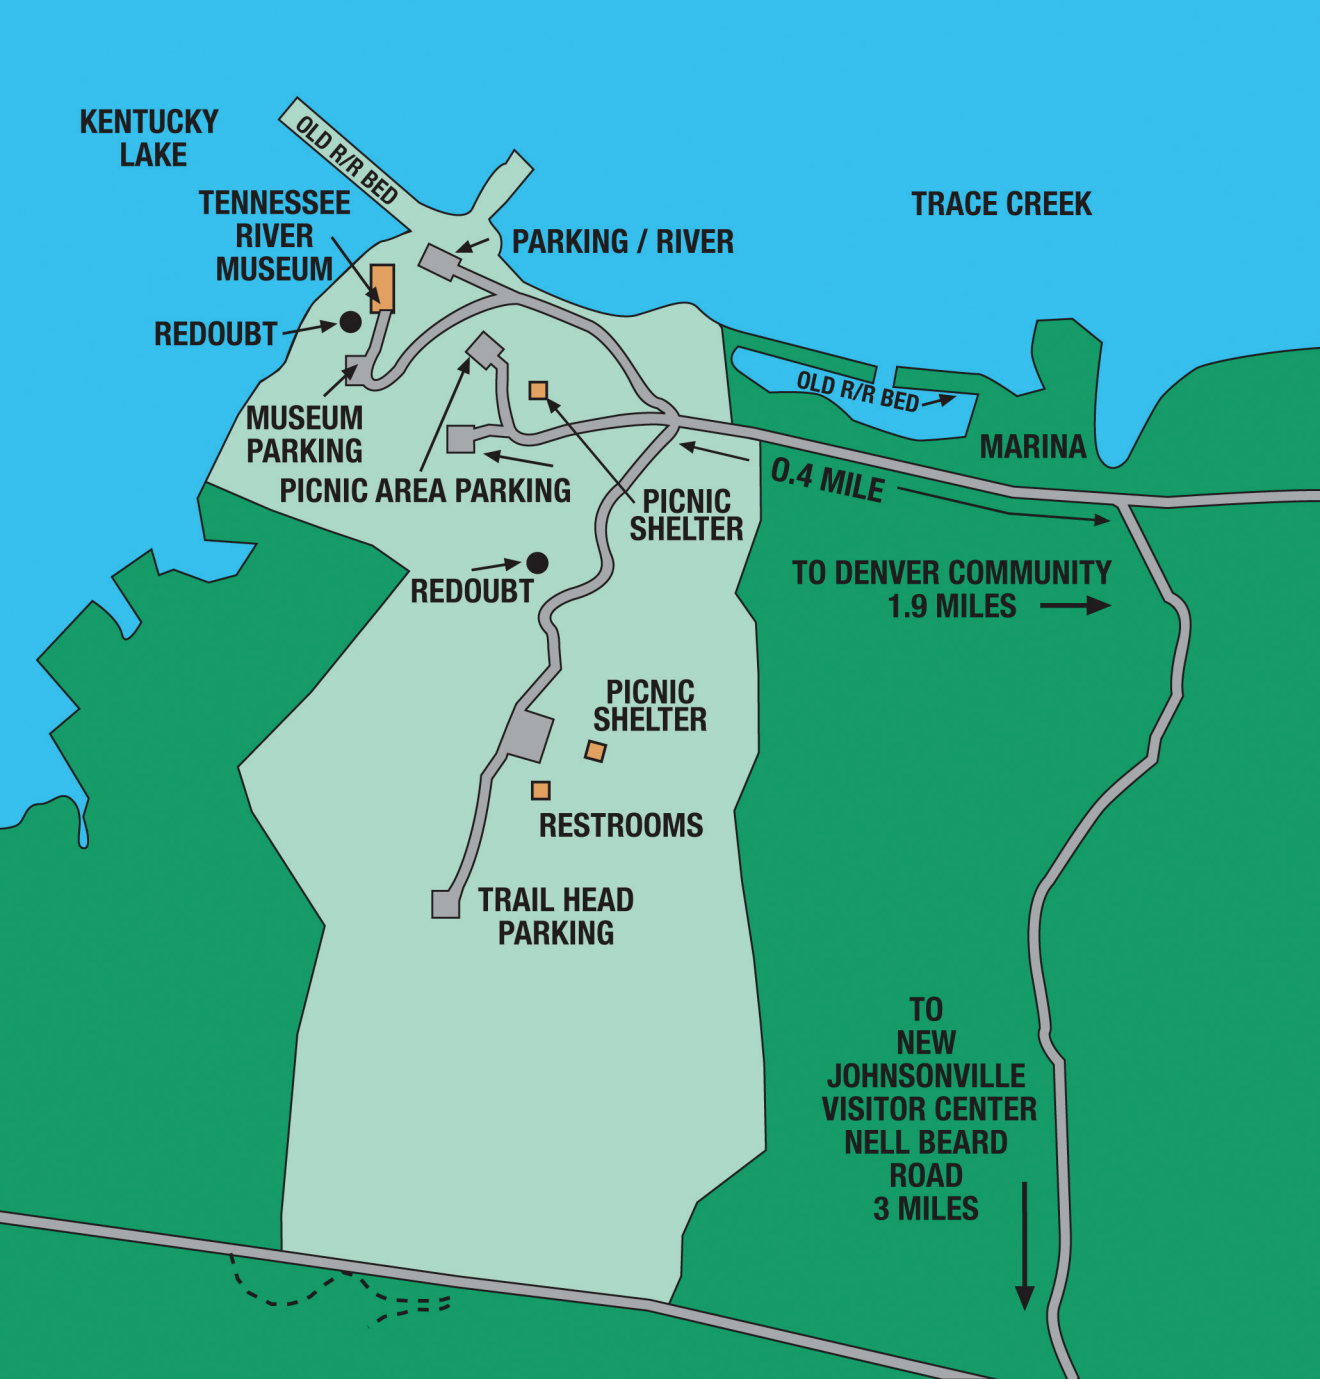 KENTUCKY
LAKE
OLD R/R BED
TENNESSEE
RIVER
MUSEUM
PARKING / RIVER
TRACE CREEK
REDOUBT
MUSEUM
PARKING
PICNIC AREA PARKING
PICNIC
SHELTER
OLD R/R BED
MARINA
0.4 MILE
REDOUBT
TO DENVER COMMUNITY
1.9 MILES
PICNIC
SHELTER
RESTROOMS
TRAIL HEAD
PARKING
TO
NEW
JOHNSONVILLE
VISITOR CENTER
NELL BEARD
ROAD
3 MILES